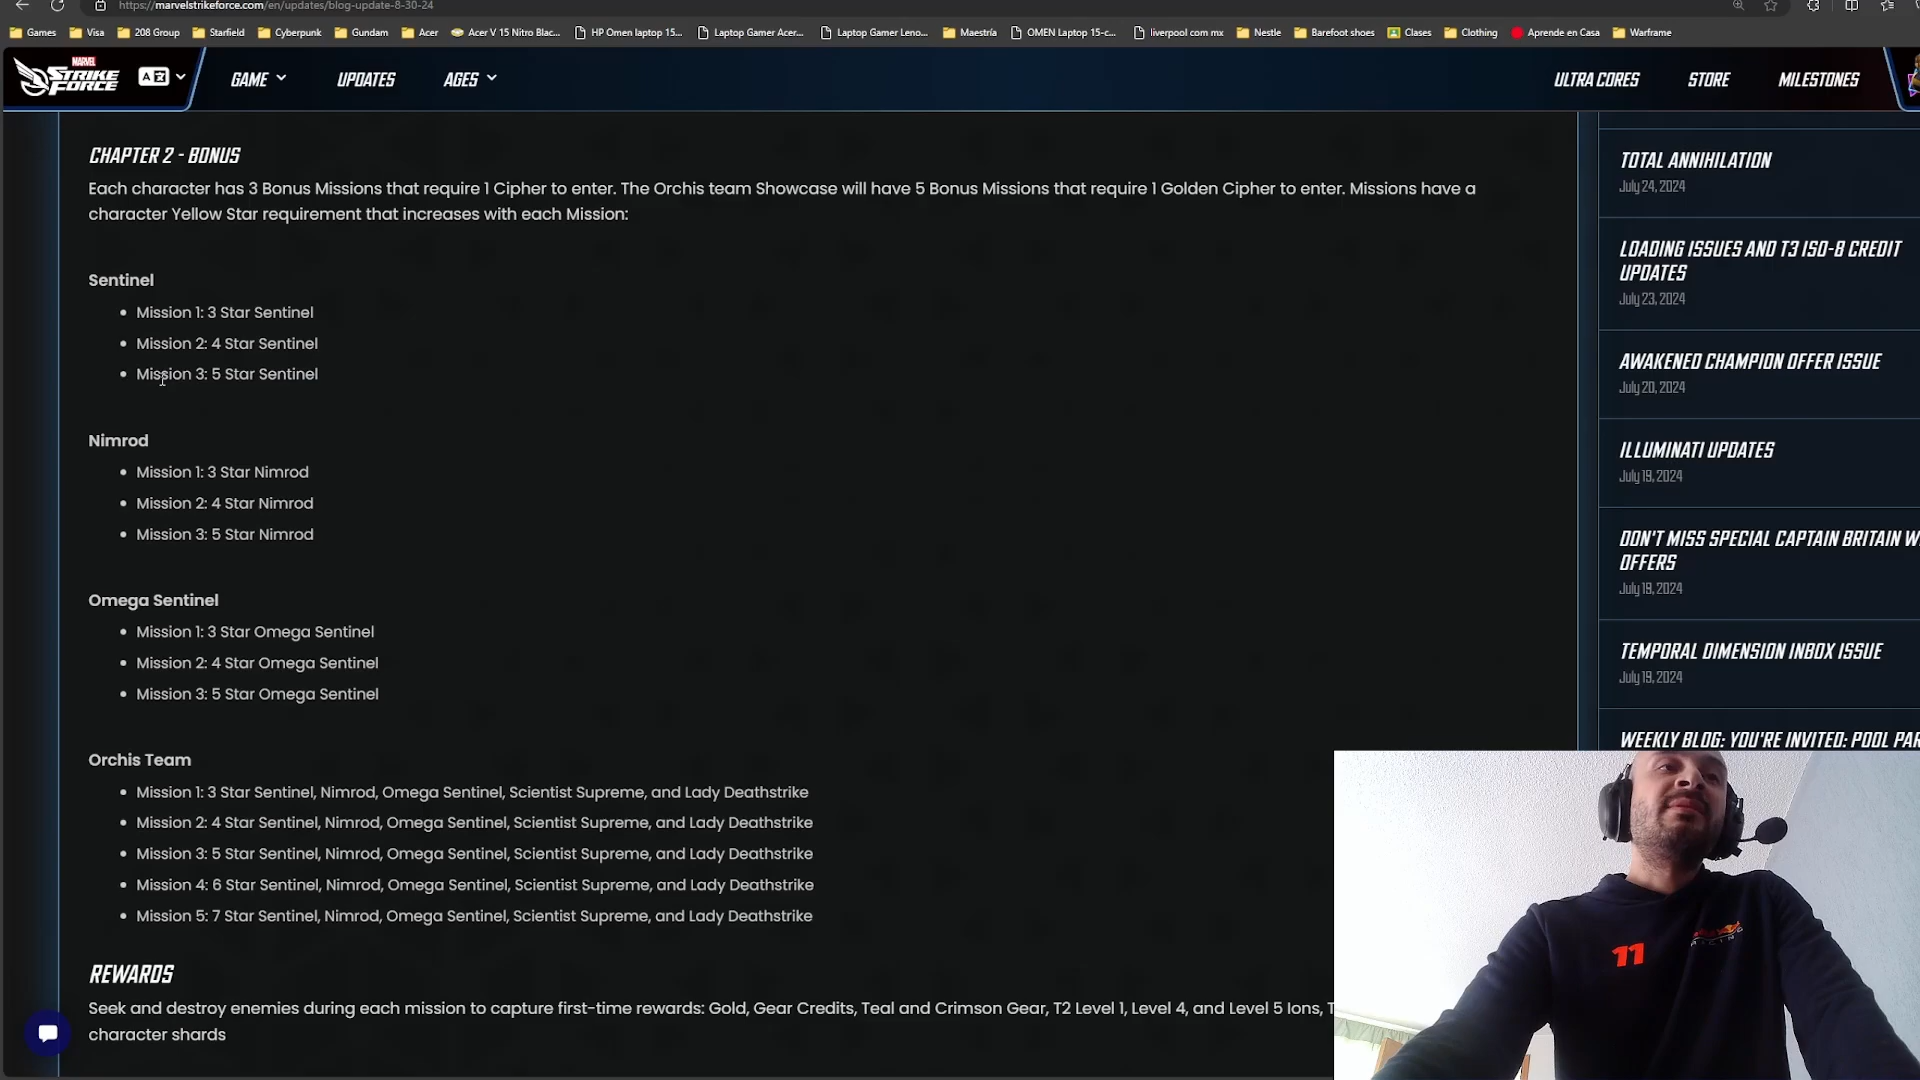 https://marvelstrikeforce.com/en/updates/blog-update-8-30-24
Games Visa 208 Group Starfield Cyberpunk Gundam Acer Acer V 15 Nitro Blac... HP Omen laptop 15... Laptop Gamer Acer... Laptop Gamer Leno... Maestría OMEN Laptop 15-c... liverpool com mx Nestle Barefoot shoes Clases Clothing Aprende en Casa Warframe
MARVEL
STRIKE
FORCE
GAME UPDATES AGES ULTRA CORES STORE MILESTONES
CHAPTER 2 - BONUS
Each character has 3 Bonus Missions that require 1 Cipher to enter. The Orchis team Showcase will have 5 Bonus Missions that require 1 Golden Cipher to enter. Missions have a
character Yellow Star requirement that increases with each Mission:
Sentinel
Mission 1: 3 Star Sentinel
Mission 2: 4 Star Sentinel
Mission 3: 5 Star Sentinel
Nimrod
Mission 1: 3 Star Nimrod
Mission 2: 4 Star Nimrod
Mission 3: 5 Star Nimrod
Omega Sentinel
Mission 1: 3 Star Omega Sentinel
Mission 2: 4 Star Omega Sentinel
Mission 3: 5 Star Omega Sentinel
Orchis Team
Mission 1: 3 Star Sentinel, Nimrod, Omega Sentinel, Scientist Supreme, and Lady Deathstrike
Mission 2: 4 Star Sentinel, Nimrod, Omega Sentinel, Scientist Supreme, and Lady Deathstrike
Mission 3: 5 Star Sentinel, Nimrod, Omega Sentinel, Scientist Supreme, and Lady Deathstrike
Mission 4: 6 Star Sentinel, Nimrod, Omega Sentinel, Scientist Supreme, and Lady Deathstrike
Mission 5: 7 Star Sentinel, Nimrod, Omega Sentinel, Scientist Supreme, and Lady Deathstrike
REWARDS
Seek and destroy enemies during each mission to capture first-time rewards: Gold, Gear Credits, Teal and Crimson Gear, T2 Level 1, Level 4, and Level 5 Ions, T
character shards
TOTAL ANNIHILATION
July 24, 2024
LOADING ISSUES AND T3 ISO-8 CREDIT
UPDATES
July 23, 2024
AWAKENED CHAMPION OFFER ISSUE
July 20, 2024
ILLUMINATI UPDATES
July 19, 2024
DON'T MISS SPECIAL CAPTAIN BRITAIN W
OFFERS
July 19, 2024
TEMPORAL DIMENSION INBOX ISSUE
July 19, 2024
WEEKLY BLOG: YOU'RE INVITED: POOL PAR
11